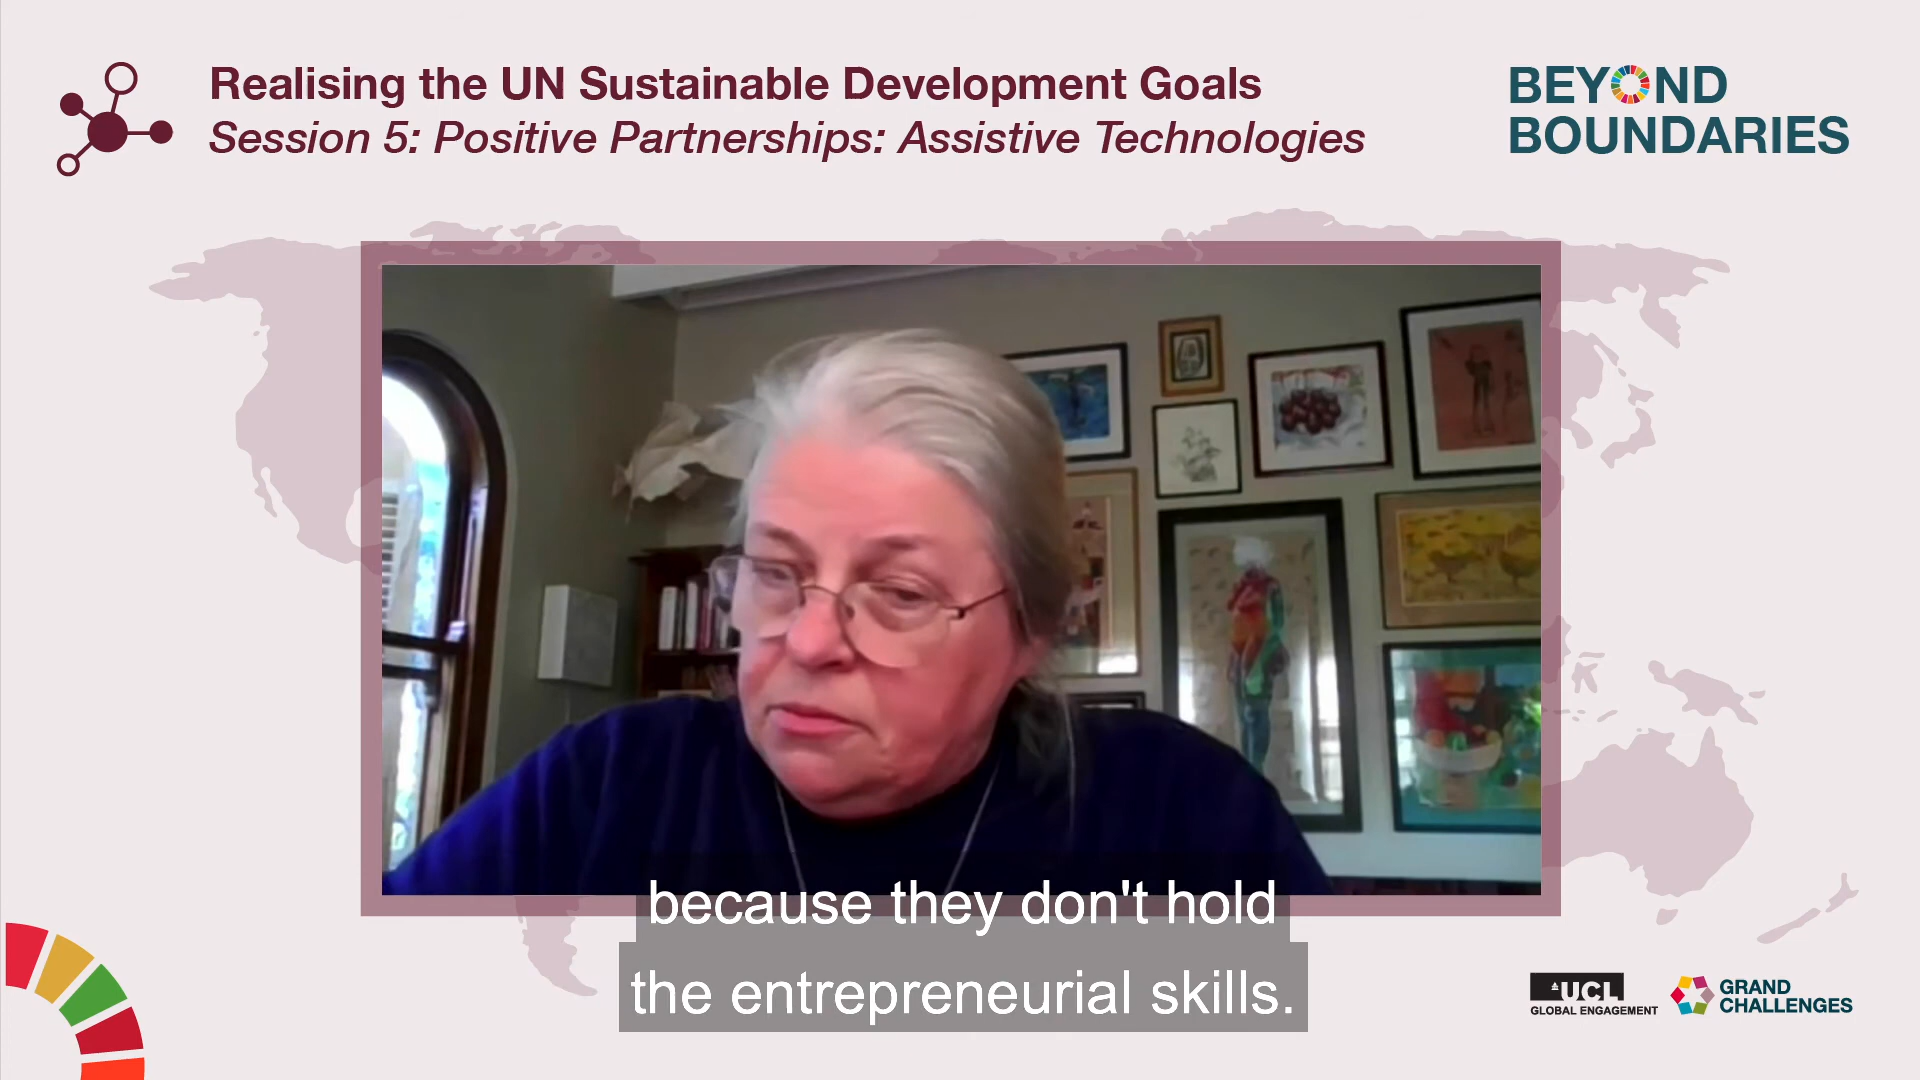 Realising the UN Sustainable Development Goals
Session 5: Positive Partnerships: Assistive Technologies
BEYOND
BOUNDARIES
because they don't hold
the entrepreneurial skills.
UCL
GLOBAL ENGAGEMENT
GRAND
CHALLENGES